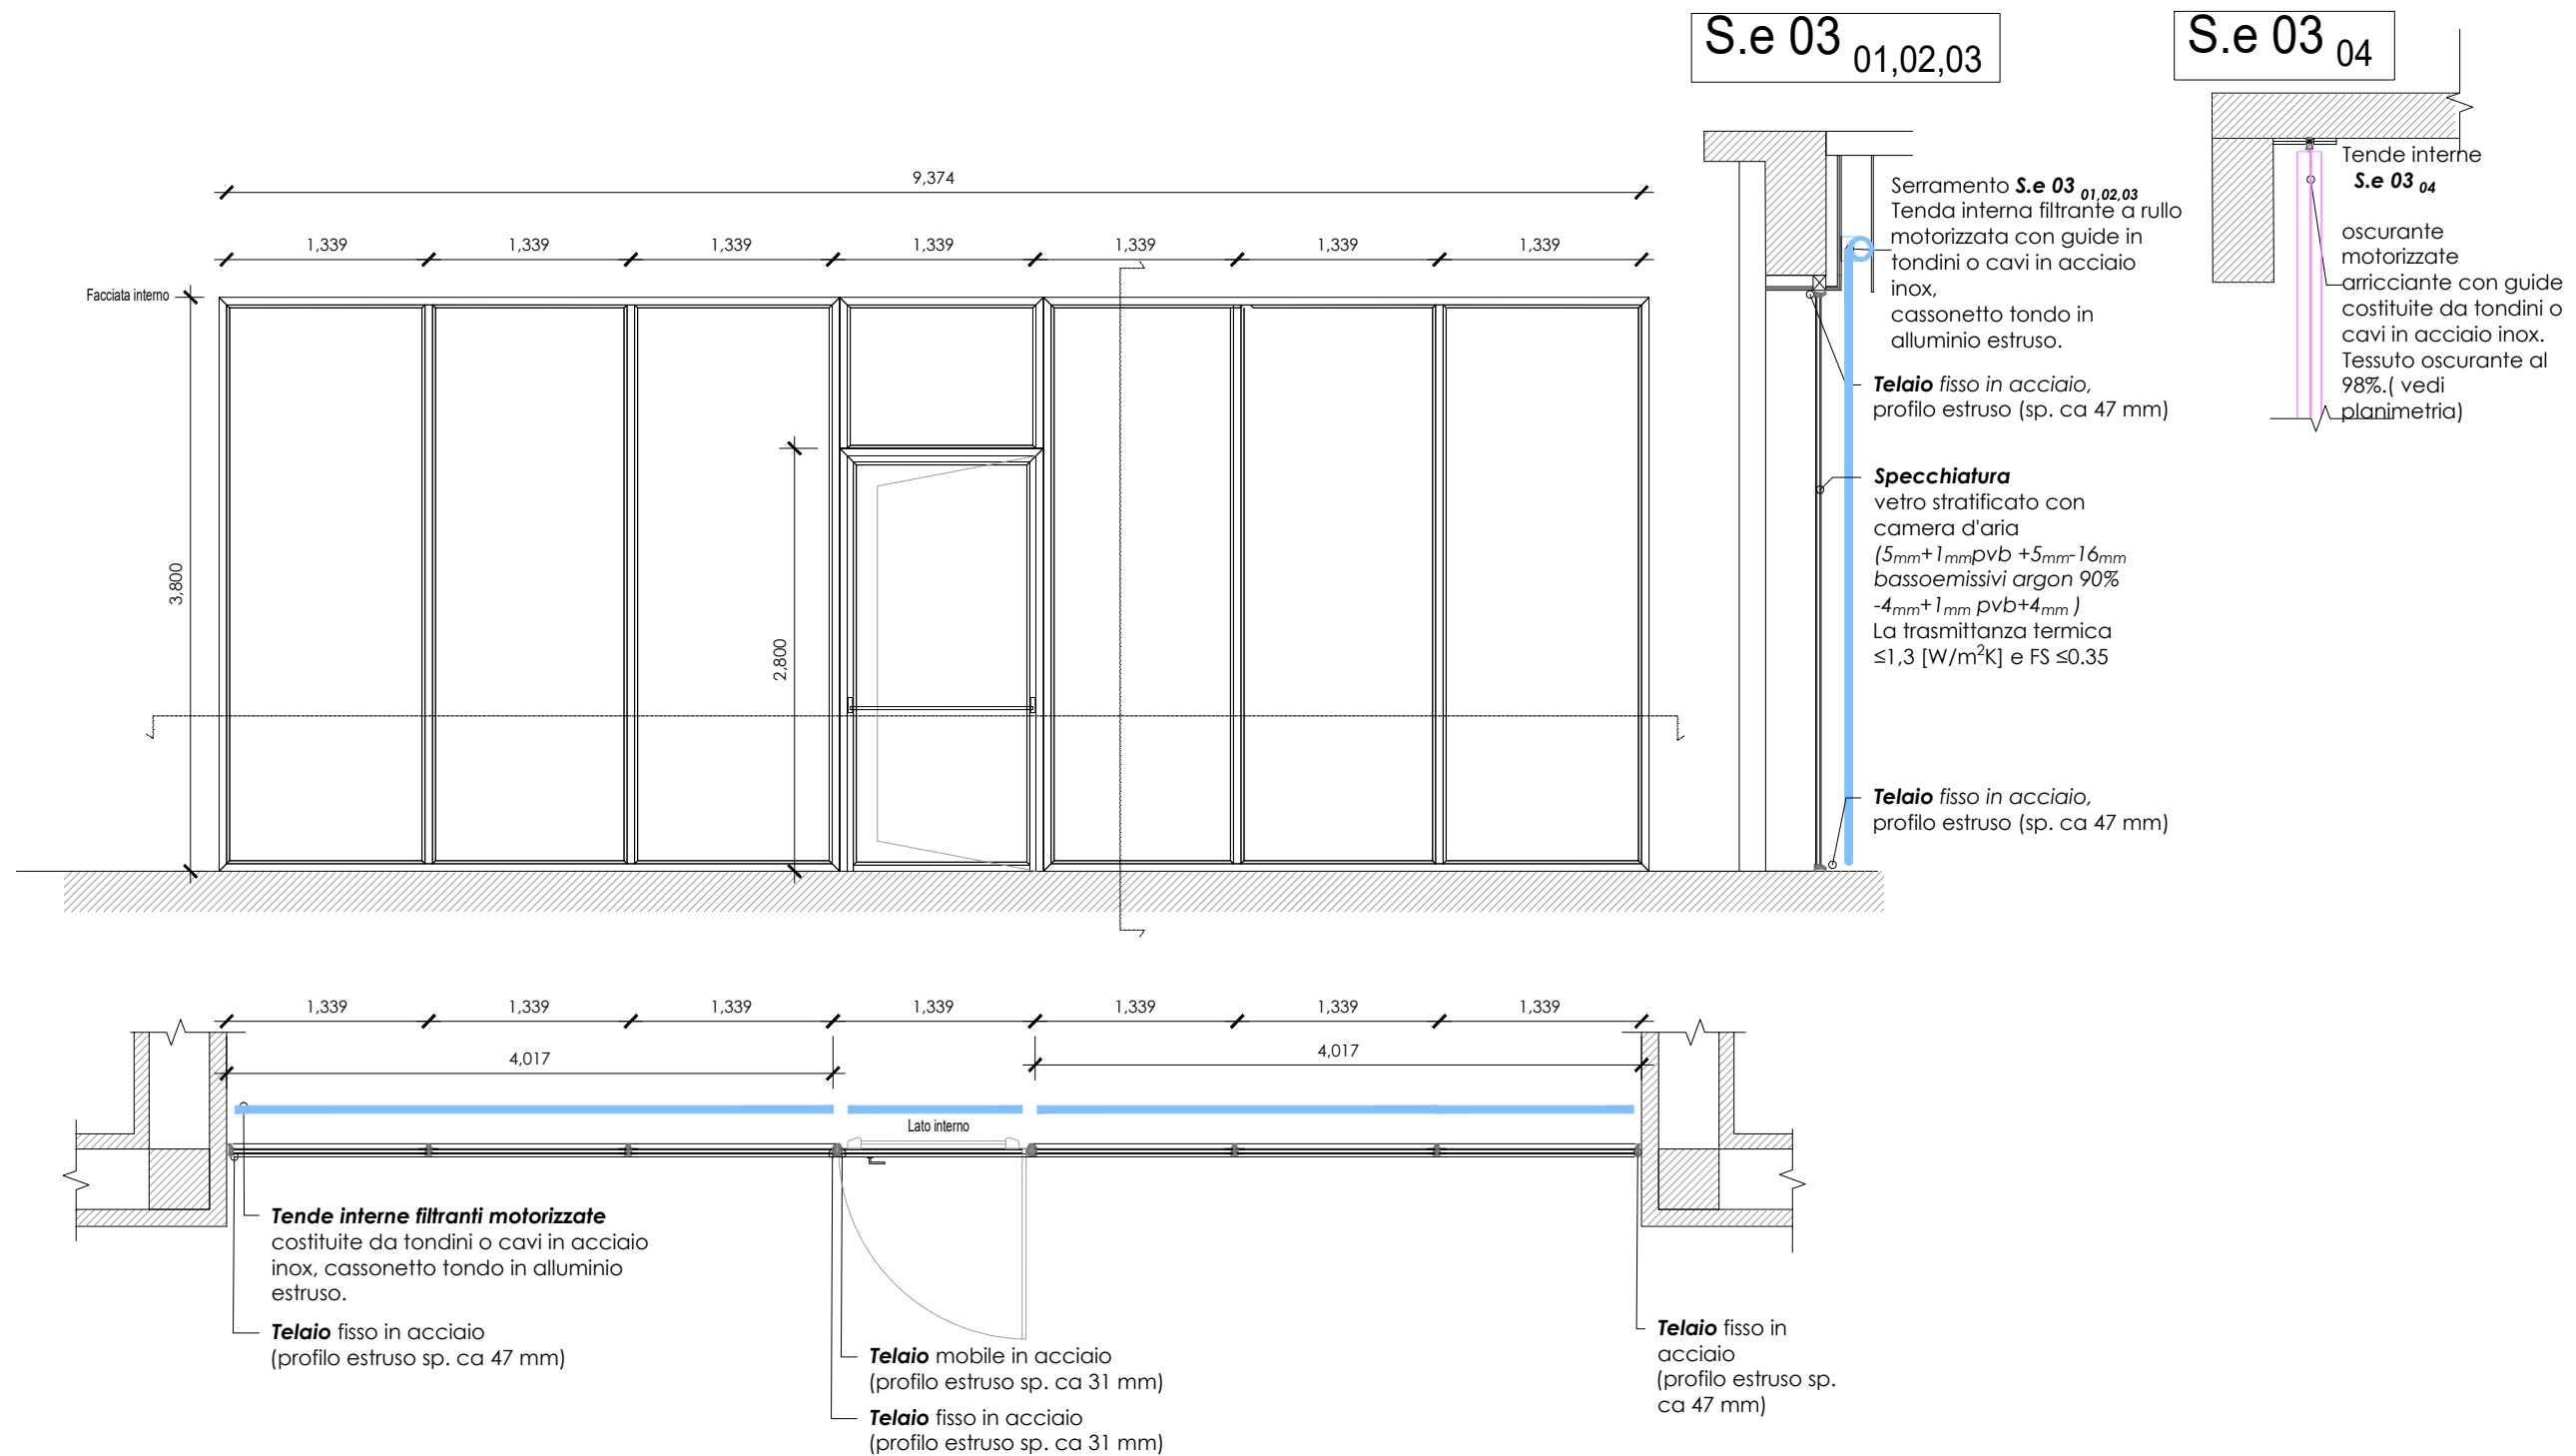 S.e 03 01,02,03
S.e 03 04
9,374
1,339 1,339 1,339 1,339 1,339 1,339 1,339
Facciata interno
3,800
2,800
Serramento S.e 03 01,02,03
Tenda interna filtrante a rullo
motorizzata con guide in
tondini o cavi in acciaio
inox,
cassonetto tondo in
alluminio estruso.
Telaio fisso in acciaio,
profilo estruso (sp. ca 47 mm)
Specchiatura
vetro stratificato con
camera d'aria
(5mm+1mmpvb +5mm-16mm
bassoemissivi argon 90%
-4mm+1mm pvb+4mm )
La trasmittanza termica
≤1,3 [W/m²K] e FS ≤0.35
Telaio fisso in acciaio,
profilo estruso (sp. ca 47 mm)
Tende interne
S.e 03 04
oscurante
motorizzate
arricciante con guide
costituite da tondini o
cavi in acciaio inox.
Tessuto oscurante al
98%.( vedi
planimetria)
1,339 1,339 1,339 1,339 1,339 1,339 1,339
4,017 4,017
Lato interno
Tende interne filtranti motorizzate
costituite da tondini o cavi in acciaio
inox, cassonetto tondo in alluminio
estruso.
Telaio fisso in acciaio
(profilo estruso sp. ca 47 mm)
Telaio mobile in acciaio
(profilo estruso sp. ca 31 mm)
Telaio fisso in acciaio
(profilo estruso sp. ca 31 mm)
Telaio fisso in
acciaio
(profilo estruso sp.
ca 47 mm)